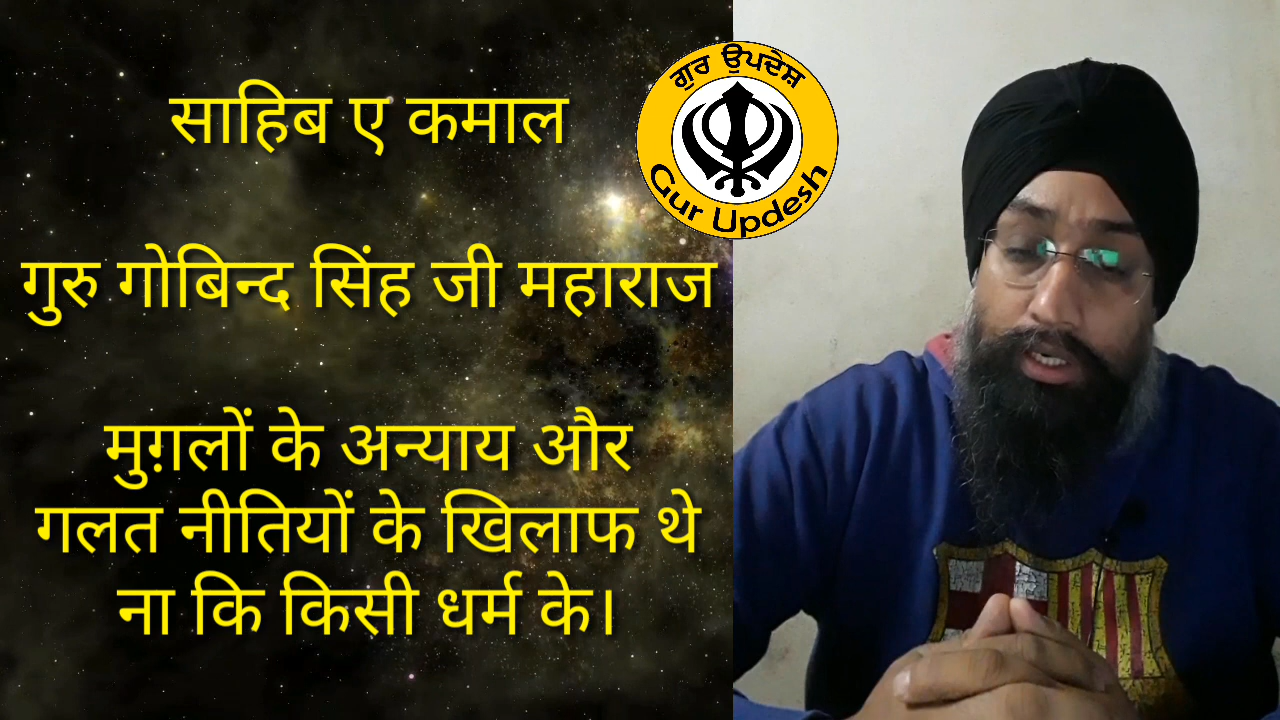 साहिब ए कमाल
गुरु गोबिन्द सिंह जी महाराज
मुग़लों के अन्याय और
गलत नीतियों के खिलाफ थे
ना कि किसी धर्म के।
ਗੁਰ ਉਪਦੇਸ਼
Gur Updesh